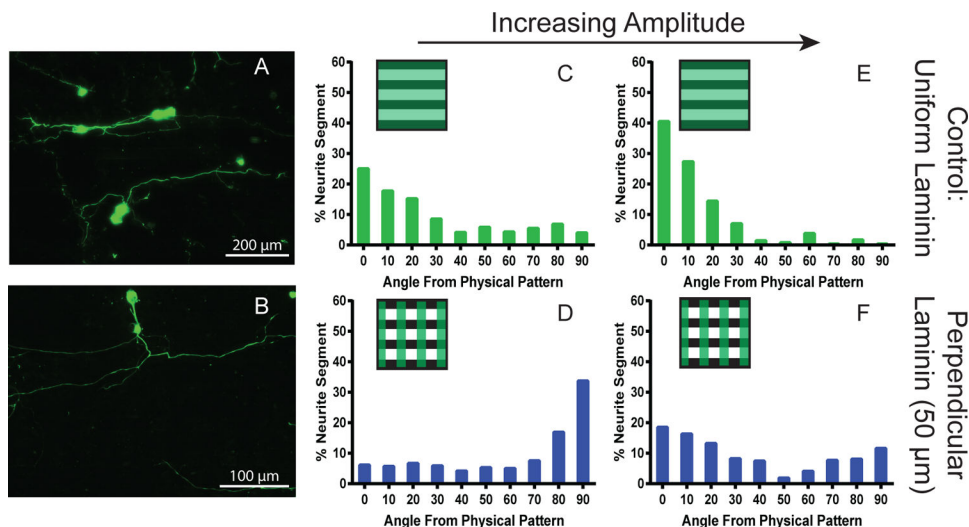 Increasing Amplitude
A
200 µm
C
60
50
40
30
20
10
0
% Neurite Segment
0 10 20 30 40 50 60 70 80 90
Angle From Physical Pattern
E
60
50
40
30
20
10
0
% Neurite Segment
0 10 20 30 40 50 60 70 80 90
Angle From Physical Pattern
Control:
Uniform Laminin
B
100 µm
D
60
50
40
30
20
10
0
% Neurite Segment
0 10 20 30 40 50 60 70 80 90
Angle From Physical Pattern
F
60
50
40
30
20
10
0
% Neurite Segment
0 10 20 30 40 50 60 70 80 90
Angle From Physical Pattern
Perpendicular
Laminin (50 µm)